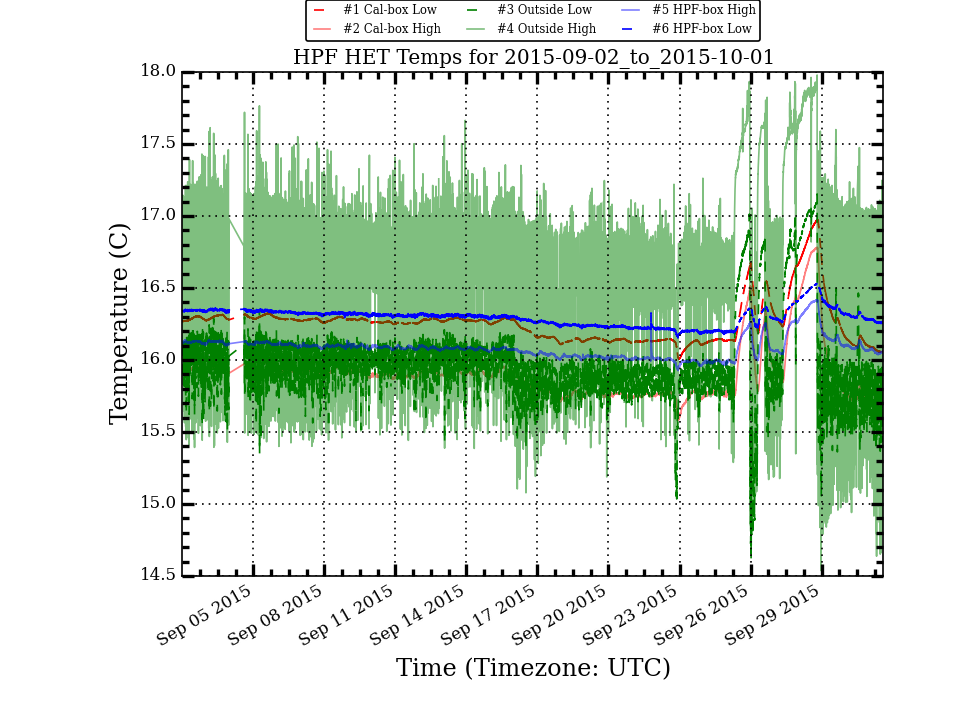 #1 Cal-box Low #3 Outside Low #5 HPF-box High
#2 Cal-box High #4 Outside High #6 HPF-box Low
HPF HET Temps for 2015-09-02_to_2015-10-01
18.0
17.5
17.0
16.5
16.0
15.5
15.0
14.5
Temperature (C)
Sep 05 2015
Sep 08 2015
Sep 11 2015
Sep 14 2015
Sep 17 2015
Sep 20 2015
Sep 23 2015
Sep 26 2015
Sep 29 2015
Time (Timezone: UTC)